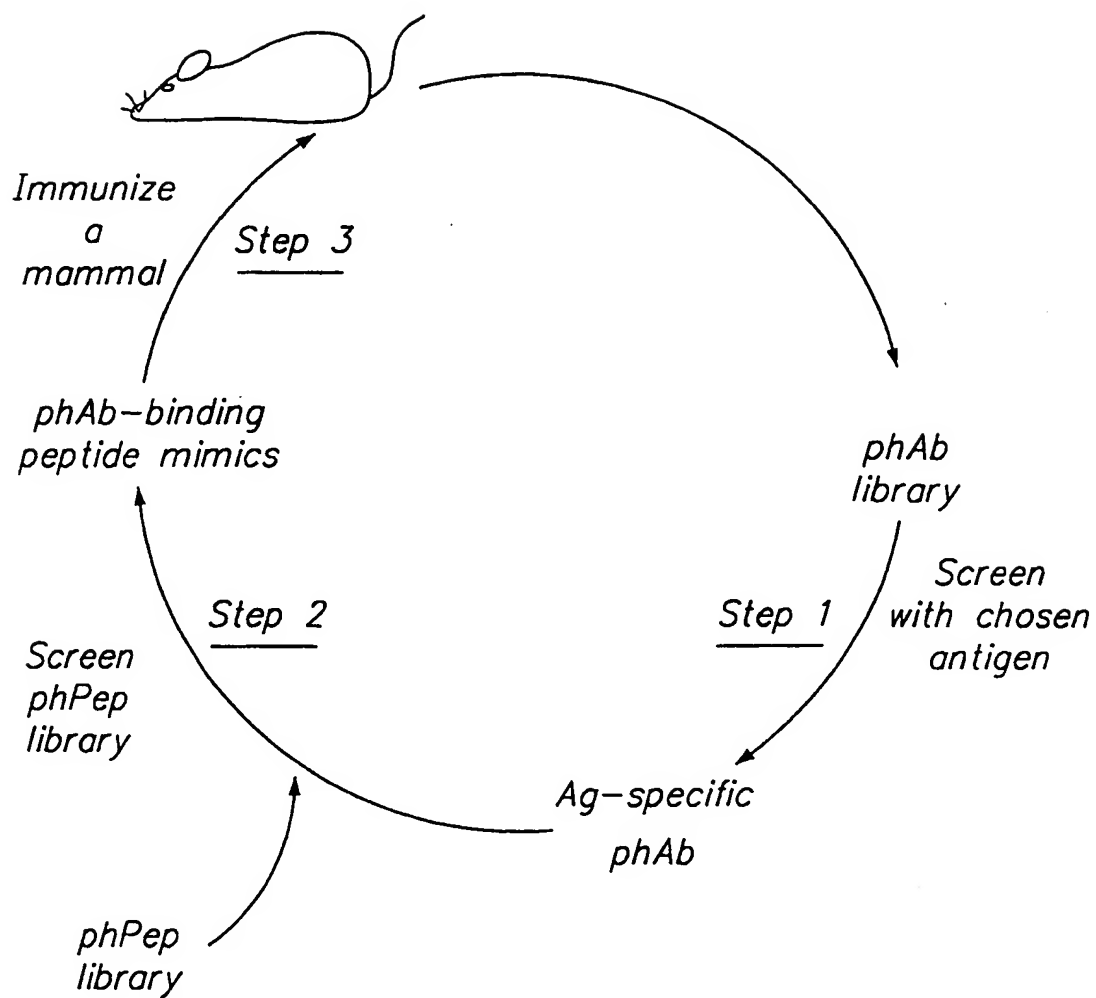 Immunize
a
mammal
Step 3
phAb-binding
peptide mimics
phAb
library
Step 2
Step 1
Screen
with chosen
antigen
Screen
phPep
library
Ag-specific
phAb
phPep
library